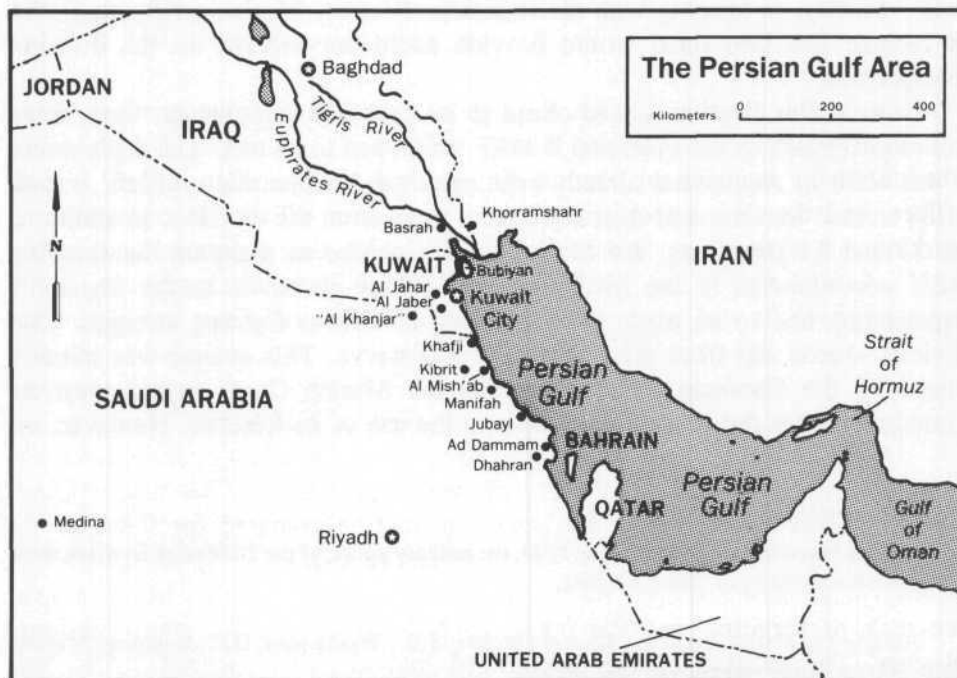 The Persian Gulf Area
0 200 400
Kilometers
JORDAN
Baghdad
IRAQ
Tigris River
Euphrates River
N
Basrah
Khorramshahr
IRAN
KUWAIT
Bubiyan
Al Jahar
Al Jaber
"Al Khanjar"
Kuwait
City
Khafji
Kibrit
Al Mish'ab
Manifah
Persian
Gulf
Strait
of
Hormuz
SAUDI ARABIA
Jubayl
BAHRAIN
Ad Dammam
Dhahran
Persian
Gulf
QATAR
Gulf
of
Oman
Medina
Riyadh
UNITED ARAB EMIRATES